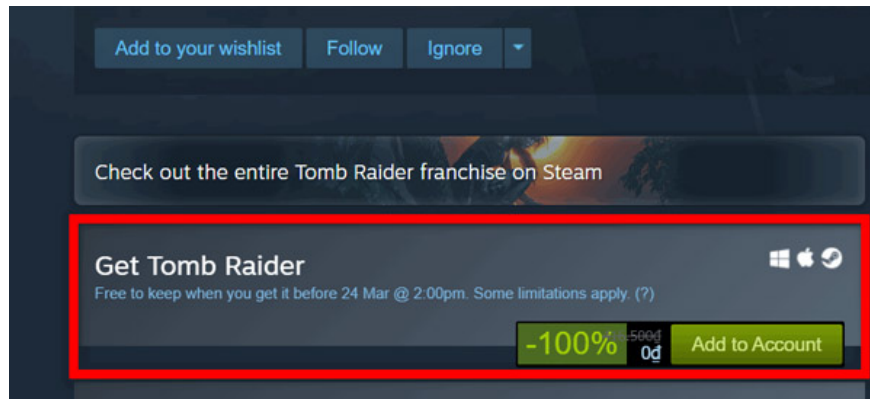 Add to your wishlist Follow Ignore
Check out the entire Tomb Raider franchise on Steam
Get Tomb Raider
Free to keep when you get it before 24 Mar @ 2:00pm. Some limitations apply. (?)
-100%
0₫
Add to Account